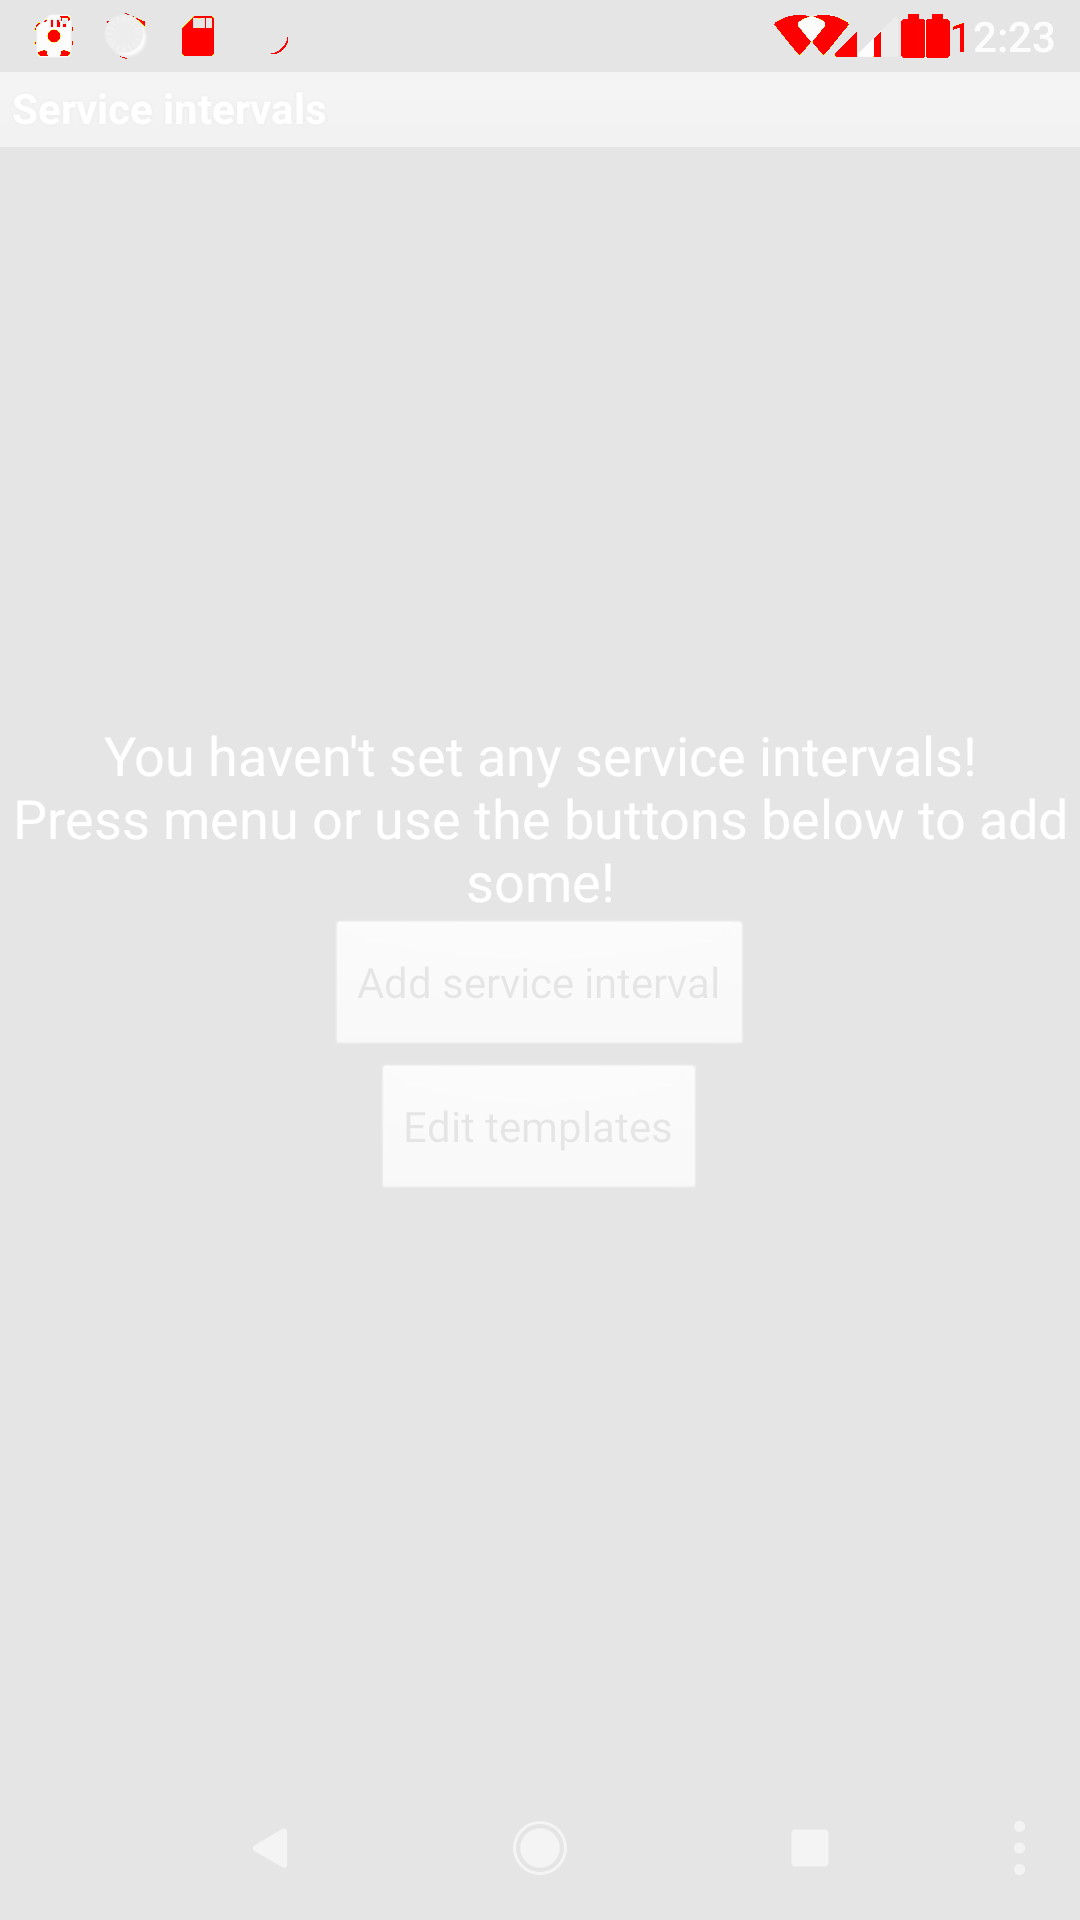 12:23
Service intervals
You haven't set any service intervals!
Press menu or use the buttons below to add
some!
Add service interval
Edit templates